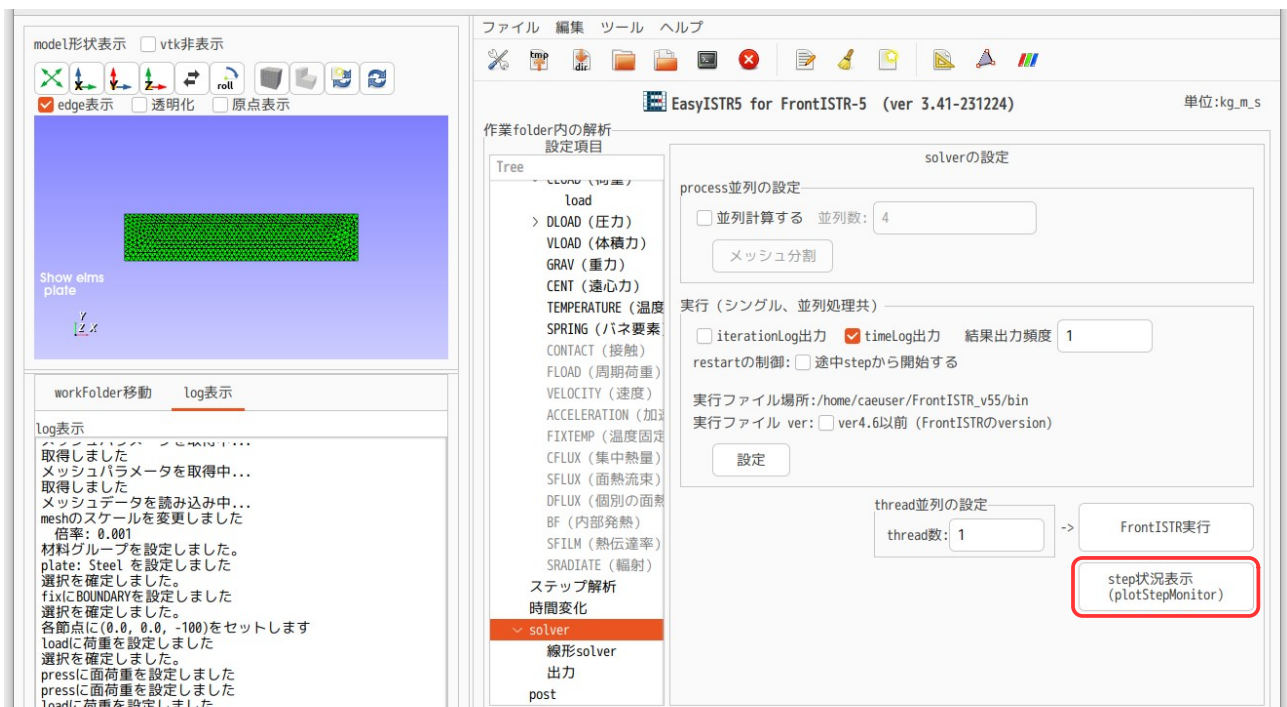 model形状表示 vtk非表示
roll
edge表示 透明化 原点表示
Show elms
plate
Y
Z X
workFolder移動 log表示
log表示
取得しました
メッシュパラメータを取得中...
取得しました
メッシュデータを読み込み中...
meshのスケールを変更しました
倍率: 0.001
材料グループを設定しました。
plate: Steel を設定しました
選択を確定しました。
fixにBOUNDARYを設定しました
選択を確定しました。
各節点に(0.0, 0.0, -100)をセットします
loadに荷重を設定しました
選択を確定しました。
pressに面荷重を設定しました
pressに面荷重を設定しました
loadに荷重を設定しました
ファイル 編集 ツール ヘルプ
tmp
dir
EasyISTR5 for FrontISTR-5 (ver 3.41-231224) 単位:kg_m_s
作業folder内の解析
設定項目
Tree
CLOAD (荷重)
load
DLOAD (圧力)
VLOAD (体積力)
GRAV (重力)
CENT (遠心力)
TEMPERATURE (温度
SPRING (バネ要素
CONTACT (接触)
FLOAD (周期荷重)
VELOCITY (速度)
ACCELERATION (加速
FIXTEMP (温度固定
CFLUX (集中熱量)
SFLUX (面熱流束)
DFLUX (個別の面熱
BF (内部発熱)
SFILM (熱伝達率)
SRADIATE (輻射)
ステップ解析
時間変化
solver
線形solver
出力
post
solverの設定
process並列の設定
並列計算する 並列数: 4
メッシュ分割
実行 (シングル、並列処理共)
iterationLog出力 timeLog出力 結果出力頻度 1
restartの制御: 途中stepから開始する
実行ファイル場所:/home/caeuser/FrontISTR_v55/bin
実行ファイル ver: ver4.6以前 (FrontISTRのversion)
設定
thread並列の設定
thread数: 1 -> FrontISTR実行
step状況表示
(plotStepMonitor)